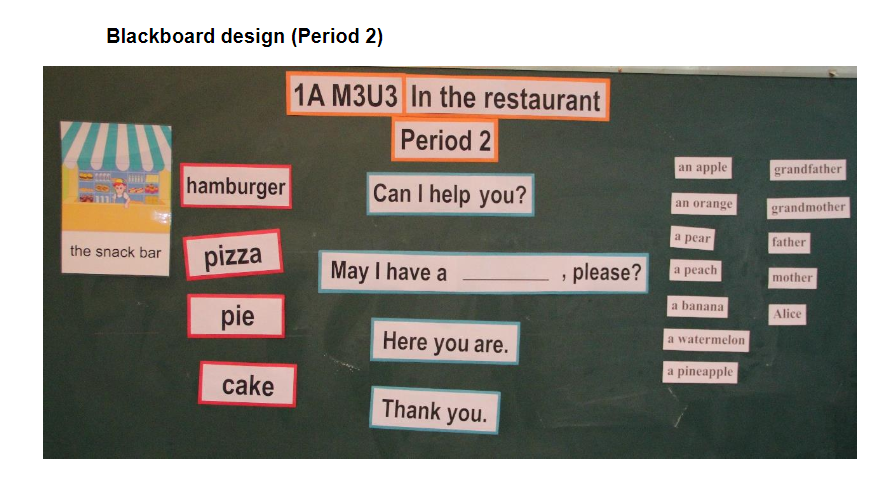 Blackboard design (Period 2)
1A M3U3 In the restaurant
Period 2
the snack bar
hamburger
pizza
pie
cake
Can I help you?
May I have a ________ , please?
Here you are.
Thank you.
an apple
an orange
a pear
a peach
a banana
a watermelon
a pineapple
grandfather
grandmother
father
mother
Alice